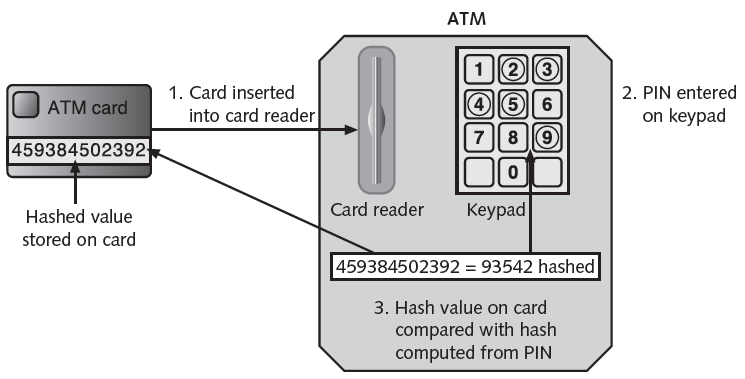 ATM
ATM card
459384502392
Hashed value
stored on card
1. Card inserted
into card reader
Card reader
1 2 3
4 5 6
7 8 9
0
Keypad
2. PIN entered
on keypad
459384502392 = 93542 hashed
3. Hash value on card
compared with hash
computed from PIN